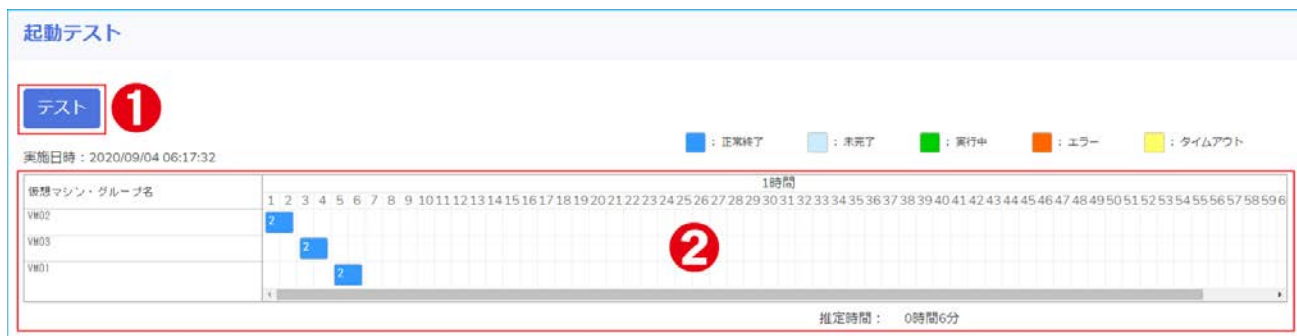 起動テスト
テスト
1
: 正常終了 : 未完了 : 実行中 : エラー : タイムアウト
実施日時：2020/09/04 06:17:32
仮想マシン・グループ名
1時間
1 2 3 4 5 6 7 8 9 10 11 12 13 14 15 16 17 18 19 20 21 22 23 24 25 26 27 28 29 30 31 32 33 34 35 36 37 38 39 40 41 42 43 44 45 46 47 48 49 50 51 52 53 54 55 56 57 58 59 6
VM02 2
VM03 2
2
VM01 2
推定時間： 0時間6分